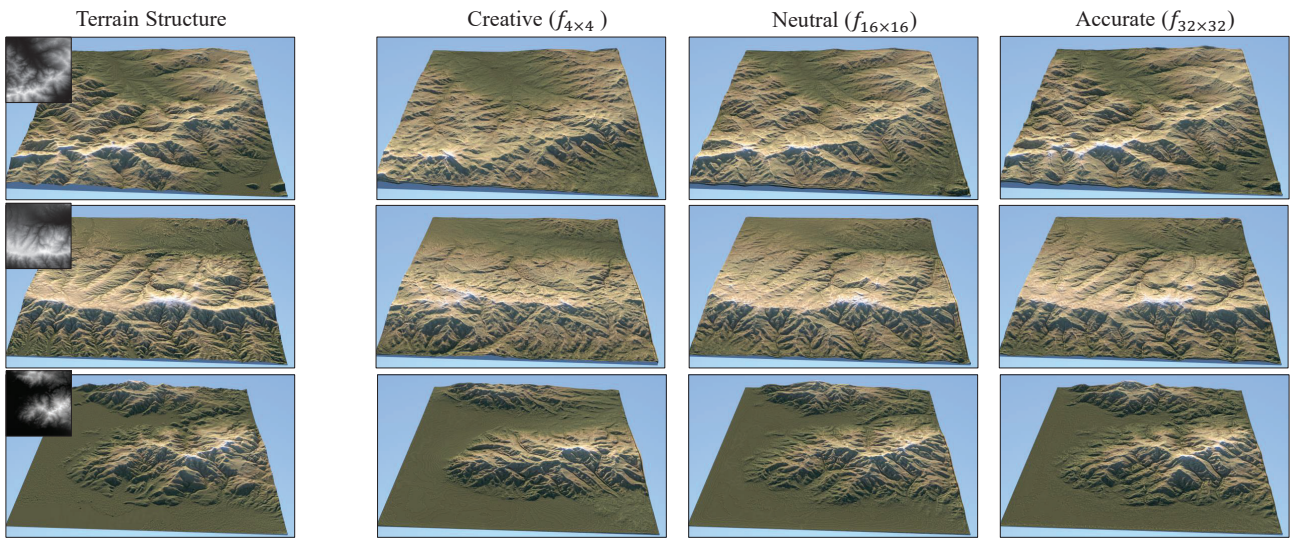 Terrain Structure
Creative (f4×4 )
Neutral (f16×16)
Accurate (f32×32)